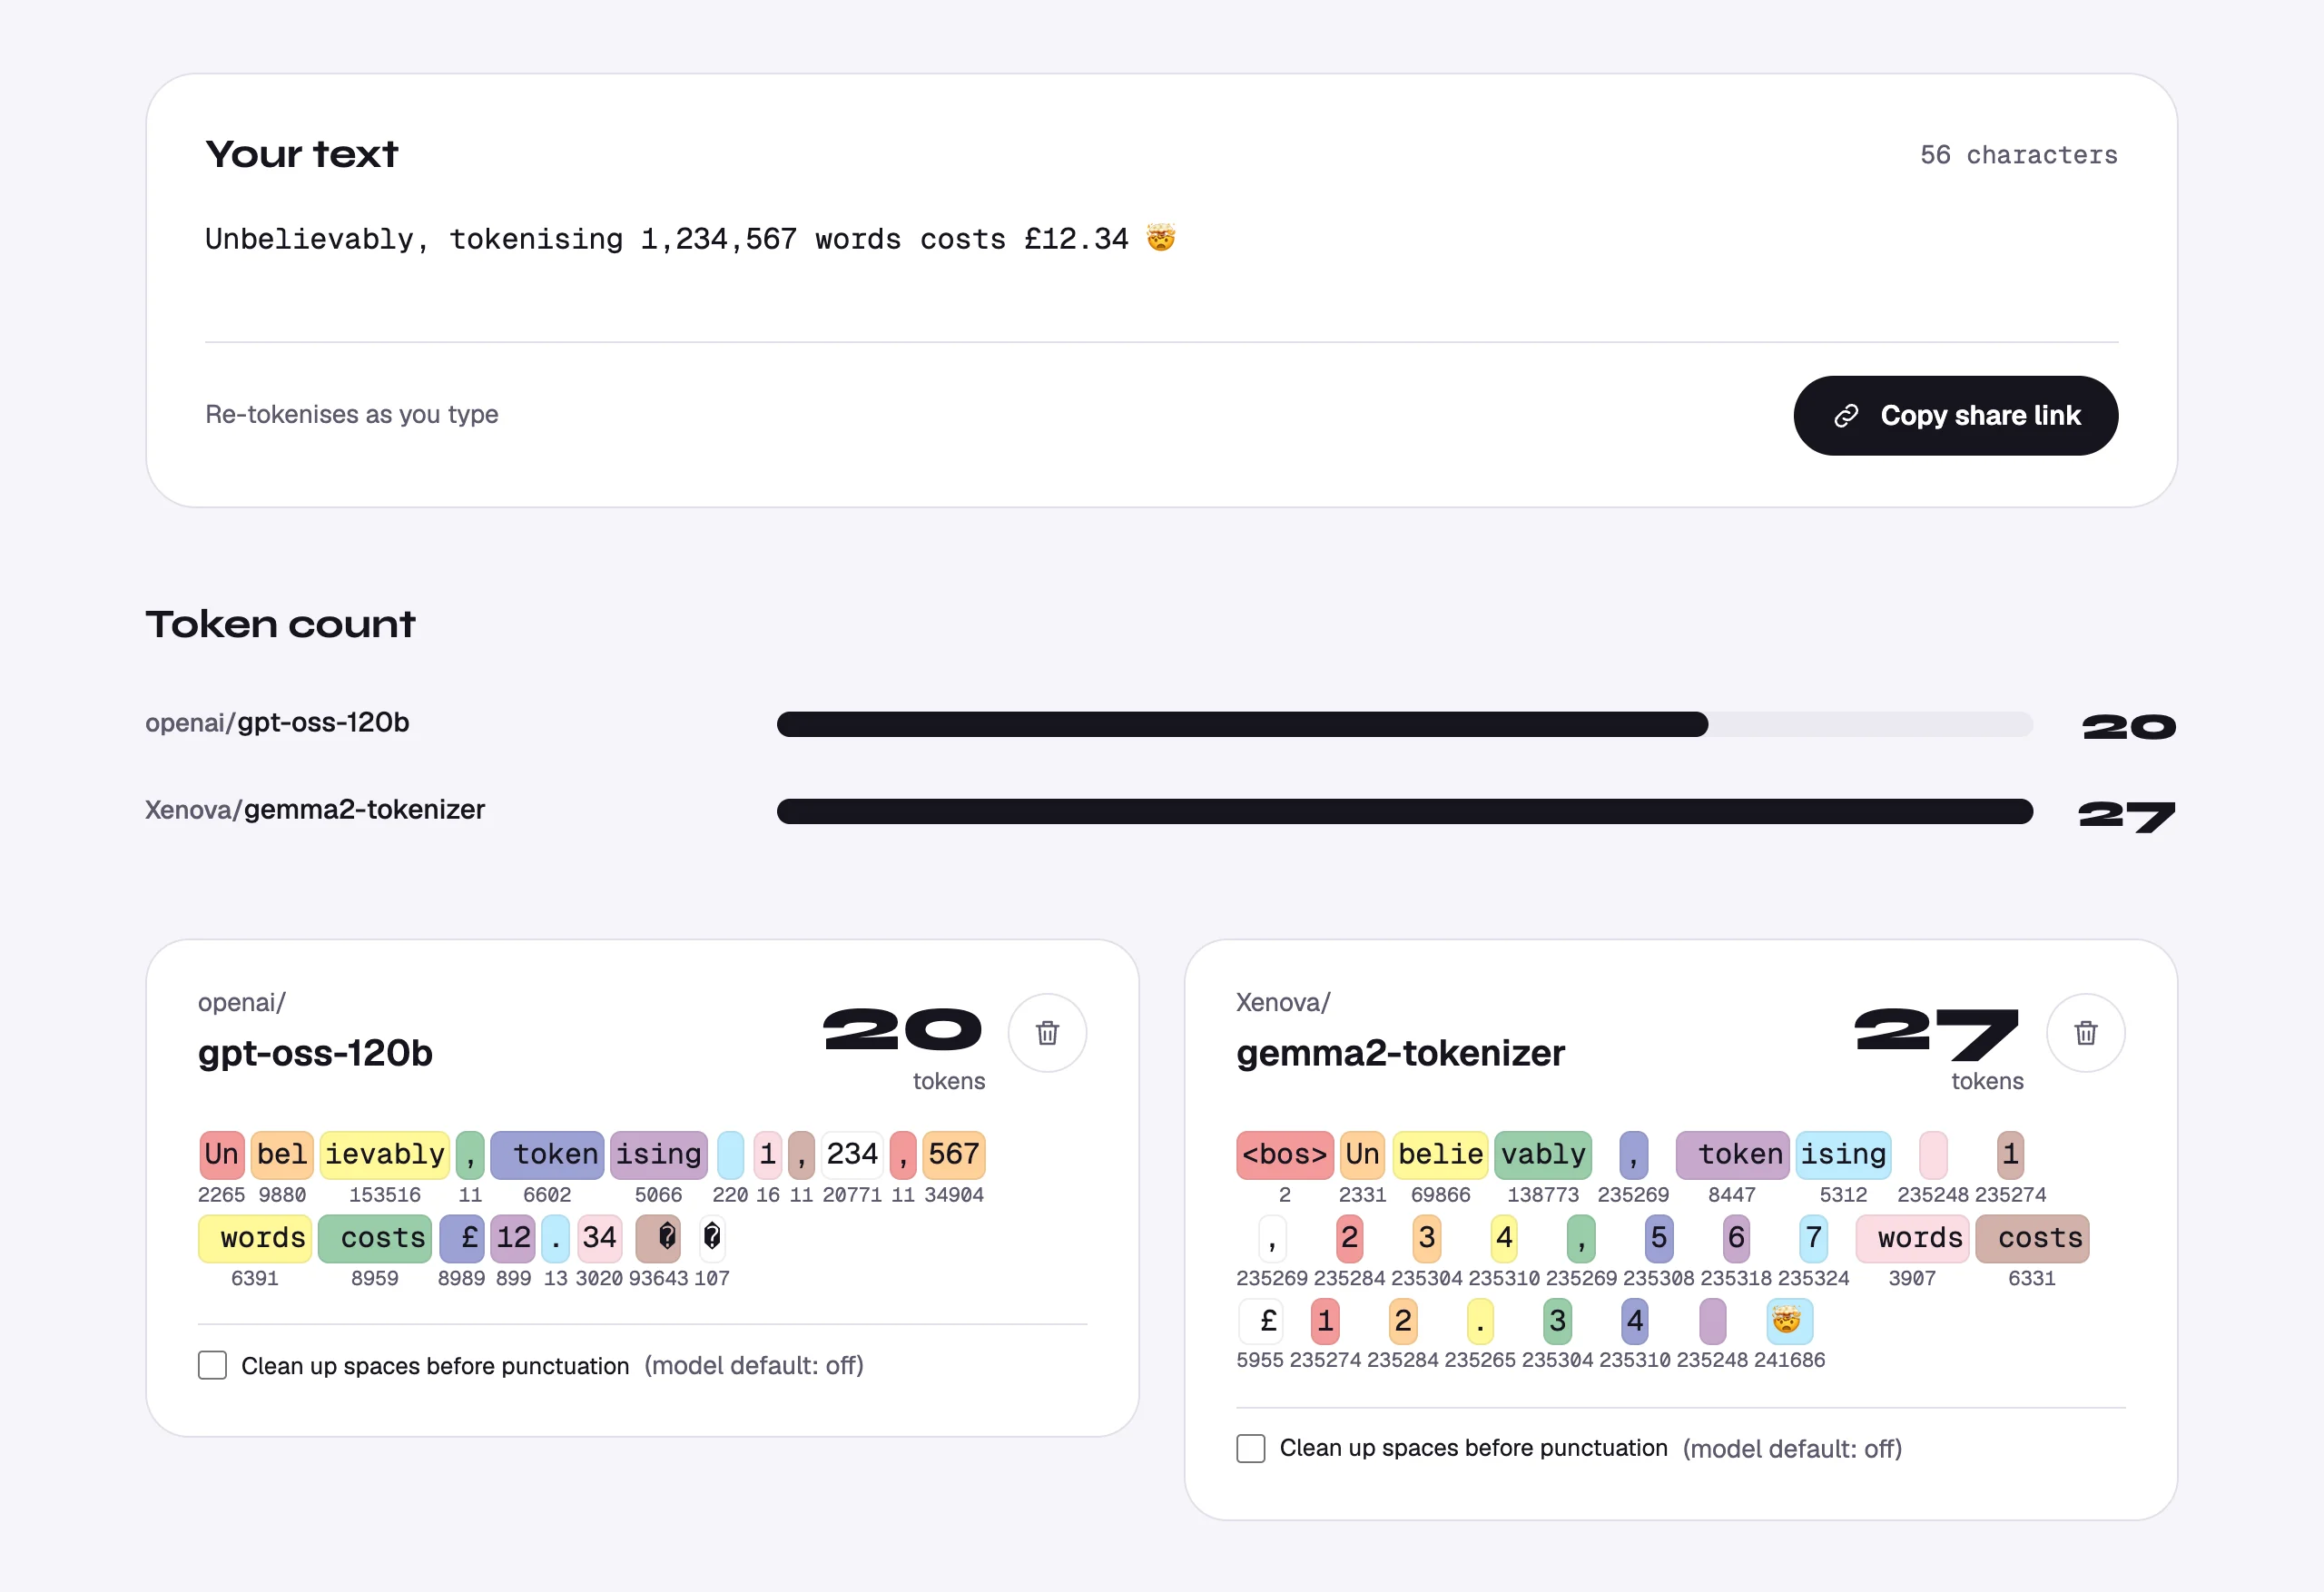 Your text
56 characters
Unbelievably, tokenising 1,234,567 words costs £12.34 🤯
Re-tokenises as you type
Copy share link
Token count
openai/gpt-oss-120b
20
Xenova/gemma2-tokenizer
27
openai/
gpt-oss-120b
20
tokens
Un bel ievably , token ising 1 , 234 , 567
2265 9880 153516 11 6602 5066 220 16 11 20771 11 34904
words costs £ 12 . 34 � �
6391 8959 8989 899 13 3020 93643 107
Clean up spaces before punctuation (model default: off)
Xenova/
gemma2-tokenizer
27
tokens
<bos> Un belie vably , token ising 1
2 2331 69866 138773 235269 8447 5312 235248 235274
, 2 3 4 , 5 6 7 words costs
235269 235284 235304 235310 235269 235308 235318 235324 3907 6331
£ 1 2 . 3 4 🤯
5955 235274 235284 235265 235304 235310 235248 241686
Clean up spaces before punctuation (model default: off)